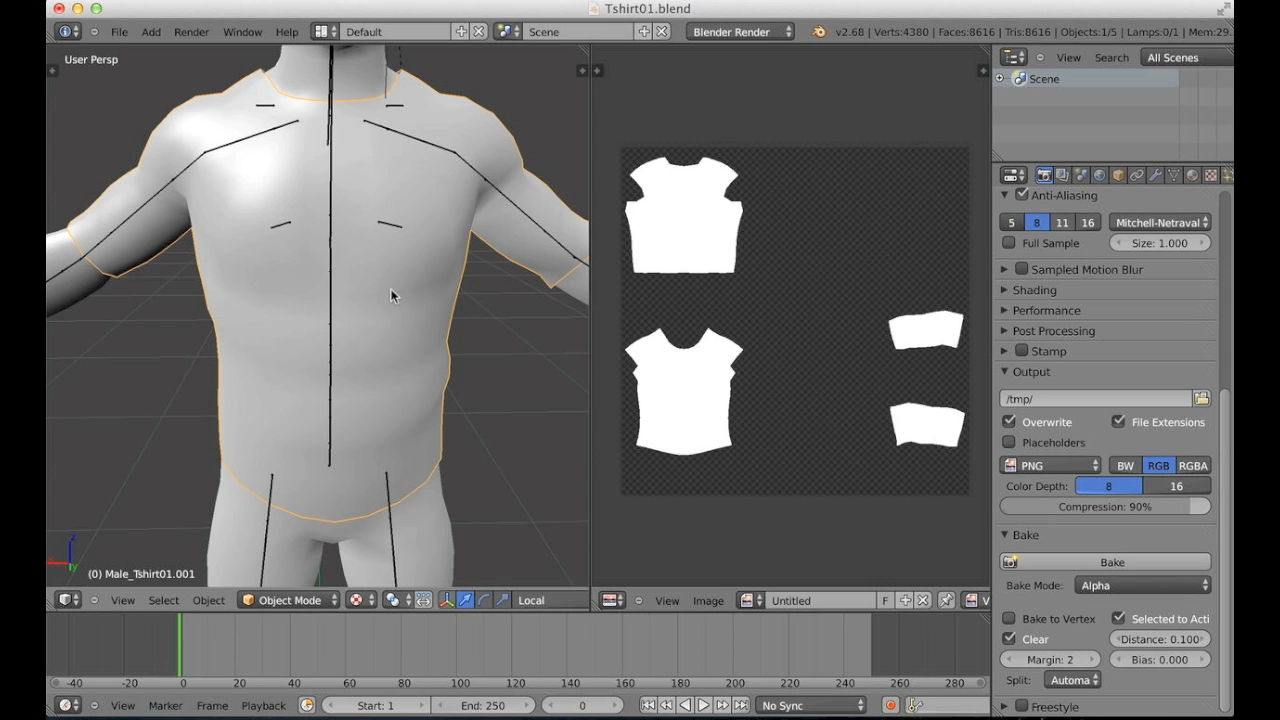 Tshirt01.blend
File Add Render Window Help Default Scene Blender Render v2.68 | Verts:4380 | Faces:8616 | Tris:8616 | Objects:1/5 | Lamps:0/1 | Mem:29.
User Persp
View Search All Scenes
Scene
Anti-Aliasing
5 8 11 16 Mitchell-Netraval
Full Sample Size: 1.000
Sampled Motion Blur
Shading
Performance
Post Processing
Stamp
Output
/tmp/
Overwrite File Extensions
Placeholders
PNG BW RGB RGBA
Color Depth: 8 16
Compression: 90%
Bake
Bake
Bake Mode: Alpha
Bake to Vertex Selected to Acti
Clear Distance: 0.100
Margin: 2 Bias: 0.000
Split: Automa
Freestyle
z
y
(0) Male_Tshirt01.001
View Select Object Object Mode Local
View Image Untitled F V
-40 -20 0 20 40 60 80 100 120 140 160 180 200 220 240 260 280
View Marker Frame Playback Start: 1 End: 250 0 No Sync